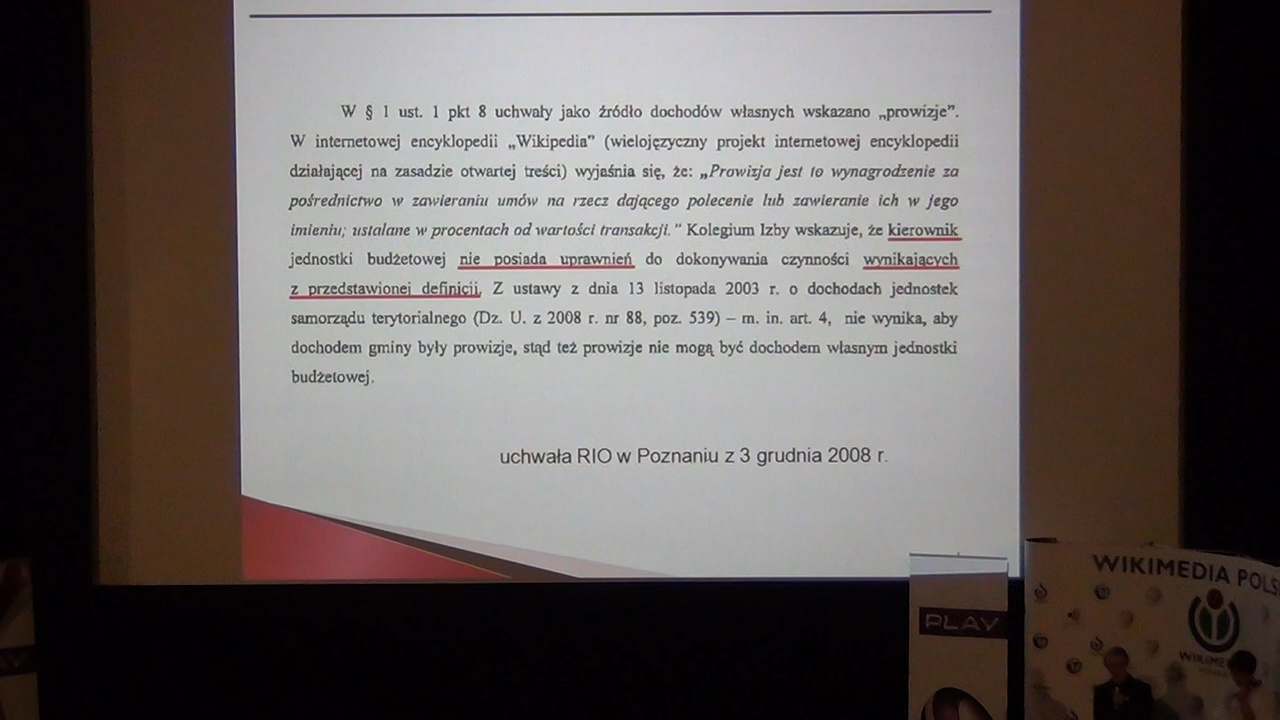 W § 1 ust. 1 pkt 8 uchwały jako źródło dochodów własnych wskazano „prowizje”.
W internetowej encyklopedii „Wikipedia” (wielojęzyczny projekt internetowej encyklopedii
działającej na zasadzie otwartej treści) wyjaśnia się, że: „Prowizja jest to wynagrodzenie za
pośrednictwo w zawieraniu umów na rzecz dającego polecenie lub zawieranie ich w jego
imieniu; ustalane w procentach od wartości transakcji.” Kolegium Izby wskazuje, że kierownik
jednostki budżetowej nie posiada uprawnień do dokonywania czynności wynikających
z przedstawionej definicji. Z ustawy z dnia 13 listopada 2003 r. o dochodach jednostek
samorządu terytorialnego (Dz. U. z 2008 r. nr 88, poz. 539) – m. in. art. 4, nie wynika, aby
dochodem gminy były prowizje, stąd też prowizje nie mogą być dochodem własnym jednostki
budżetowej.
uchwała RIO w Poznaniu z 3 grudnia 2008 r.
WIKIMEDIA POLS
PLAY